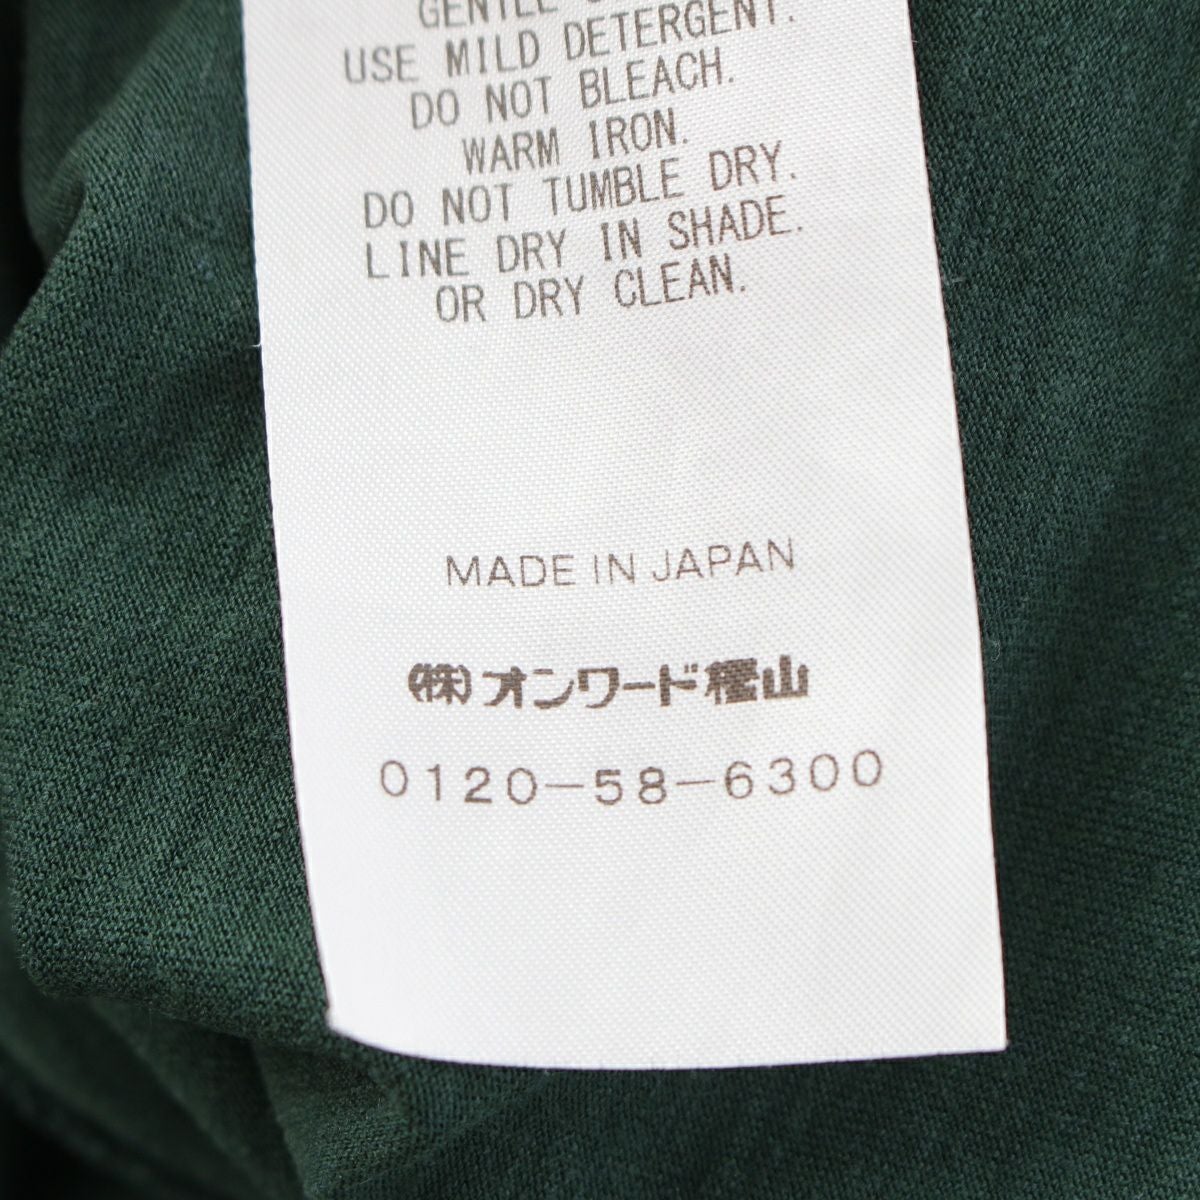 GENTLE
USE MILD DETERGENT.
DO NOT BLEACH.
WARM IRON.
DO NOT TUMBLE DRY.
LINE DRY IN SHADE.
OR DRY CLEAN.
MADE IN JAPAN
(株)オンワード樫山
0120-58-6300